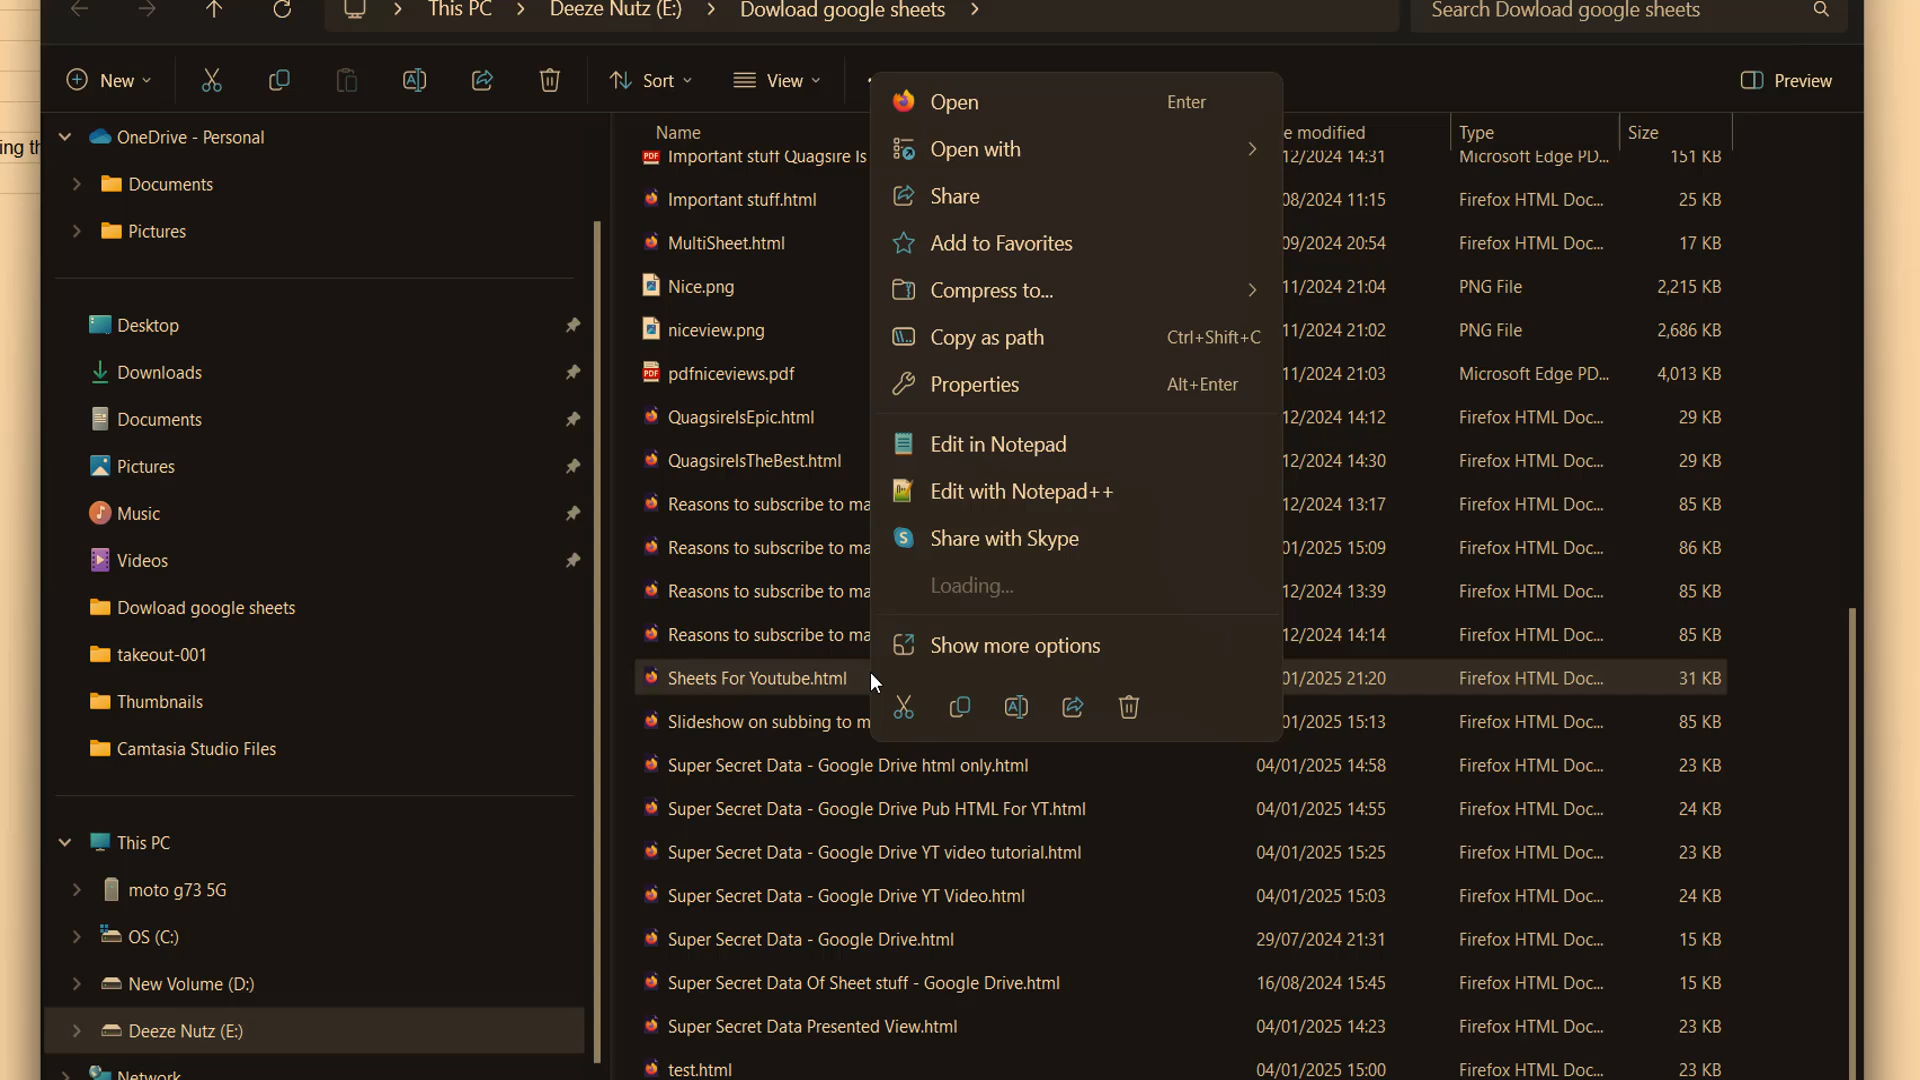 This PC > Deeze Nutz (E:) > Dowload google sheets >
Search Dowload google sheets
New
Sort
View
Preview
ing th
OneDrive - Personal
Documents
Pictures
Desktop
Downloads
Documents
Pictures
Music
Videos
Dowload google sheets
takeout-001
Thumbnails
Camtasia Studio Files
This PC
moto g73 5G
OS (C:)
New Volume (D:)
Deeze Nutz (E:)
Network
Name
e modified
Type
Size
Important stuff Quagsire Is 12/2024 14:31 Microsoft Edge PD... 151 KB
Important stuff.html 08/2024 11:15 Firefox HTML Doc... 25 KB
MultiSheet.html 09/2024 20:54 Firefox HTML Doc... 17 KB
Nice.png 11/2024 21:04 PNG File 2,215 KB
niceview.png 11/2024 21:02 PNG File 2,686 KB
PDF pdfniceviews.pdf 11/2024 21:03 Microsoft Edge PD... 4,013 KB
QuagsireIsEpic.html 12/2024 14:12 Firefox HTML Doc... 29 KB
QuagsireIsTheBest.html 12/2024 14:30 Firefox HTML Doc... 29 KB
Reasons to subscribe to ma 12/2024 13:17 Firefox HTML Doc... 85 KB
Reasons to subscribe to ma 01/2025 15:09 Firefox HTML Doc... 86 KB
Reasons to subscribe to ma 12/2024 13:39 Firefox HTML Doc... 85 KB
Reasons to subscribe to ma 12/2024 14:14 Firefox HTML Doc... 85 KB
Sheets For Youtube.html 01/2025 21:20 Firefox HTML Doc... 31 KB
Slideshow on subbing to m 01/2025 15:13 Firefox HTML Doc... 85 KB
Super Secret Data - Google Drive html only.html 04/01/2025 14:58 Firefox HTML Doc... 23 KB
Super Secret Data - Google Drive Pub HTML For YT.html 04/01/2025 14:55 Firefox HTML Doc... 24 KB
Super Secret Data - Google Drive YT video tutorial.html 04/01/2025 15:25 Firefox HTML Doc... 23 KB
Super Secret Data - Google Drive YT Video.html 04/01/2025 15:03 Firefox HTML Doc... 24 KB
Super Secret Data - Google Drive.html 29/07/2024 21:31 Firefox HTML Doc... 15 KB
Super Secret Data Of Sheet stuff - Google Drive.html 16/08/2024 15:45 Firefox HTML Doc... 15 KB
Super Secret Data Presented View.html 04/01/2025 14:23 Firefox HTML Doc... 23 KB
test.html 04/01/2025 15:00 Firefox HTML Doc... 23 KB
Open Enter
Open with
Share
Add to Favorites
Compress to...
Copy as path Ctrl+Shift+C
Properties Alt+Enter
Edit in Notepad
Edit with Notepad++
Share with Skype
Loading...
Show more options